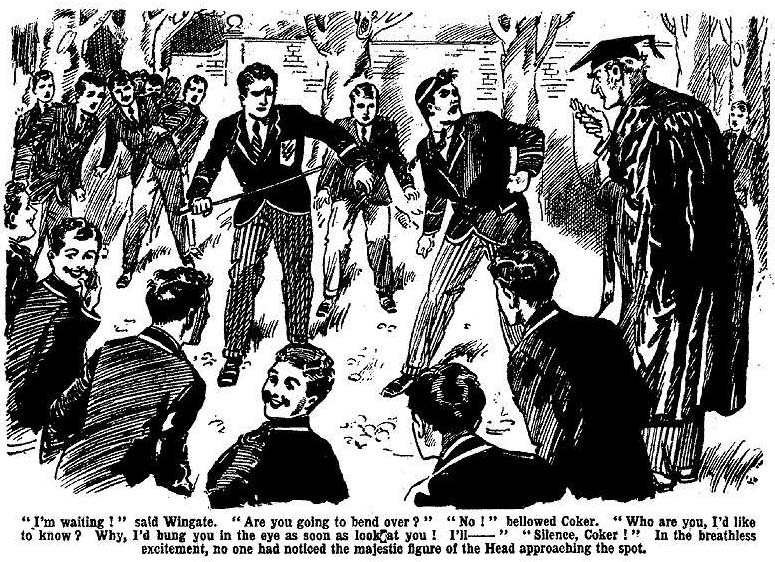 "I'm waiting!" said Wingate. "Are you going to bend over?" "No!" bellowed Coker. "Who are you, I'd like
to know? Why, I'd bung you in the eye as soon as look at you! I'll——" "Silence, Coker!" In the breathless
excitement, no one had noticed the majestic figure of the Head approaching the spot.